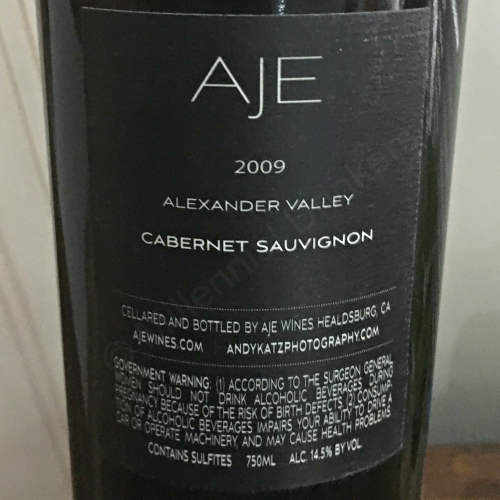 AJE
2009
ALEXANDER VALLEY
CABERNET SAUVIGNON
CELLARED AND BOTTLED BY AJE WINES HEALDSBURG, CA
AJEWINES.COM ANDYKATZPHOTOGRAPHY.COM
GOVERNMENT WARNING: (1) ACCORDING TO THE SURGEON GENERAL
WOMEN SHOULD NOT DRINK ALCOHOLIC BEVERAGES DURING
PREGNANCY BECAUSE OF THE RISK OF BIRTH DEFECTS. (2) CONSUMP-
TION OF ALCOHOLIC BEVERAGES IMPAIRS YOUR ABILITY TO DRIVE A
CAR OR OPERATE MACHINERY, AND MAY CAUSE HEALTH PROBLEMS.
CONTAINS SULFITES 750ML ALC. 14.5% BY VOL.